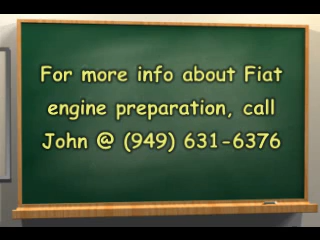 For more info about Fiat
engine preparation, call
John @ (949) 631-6376